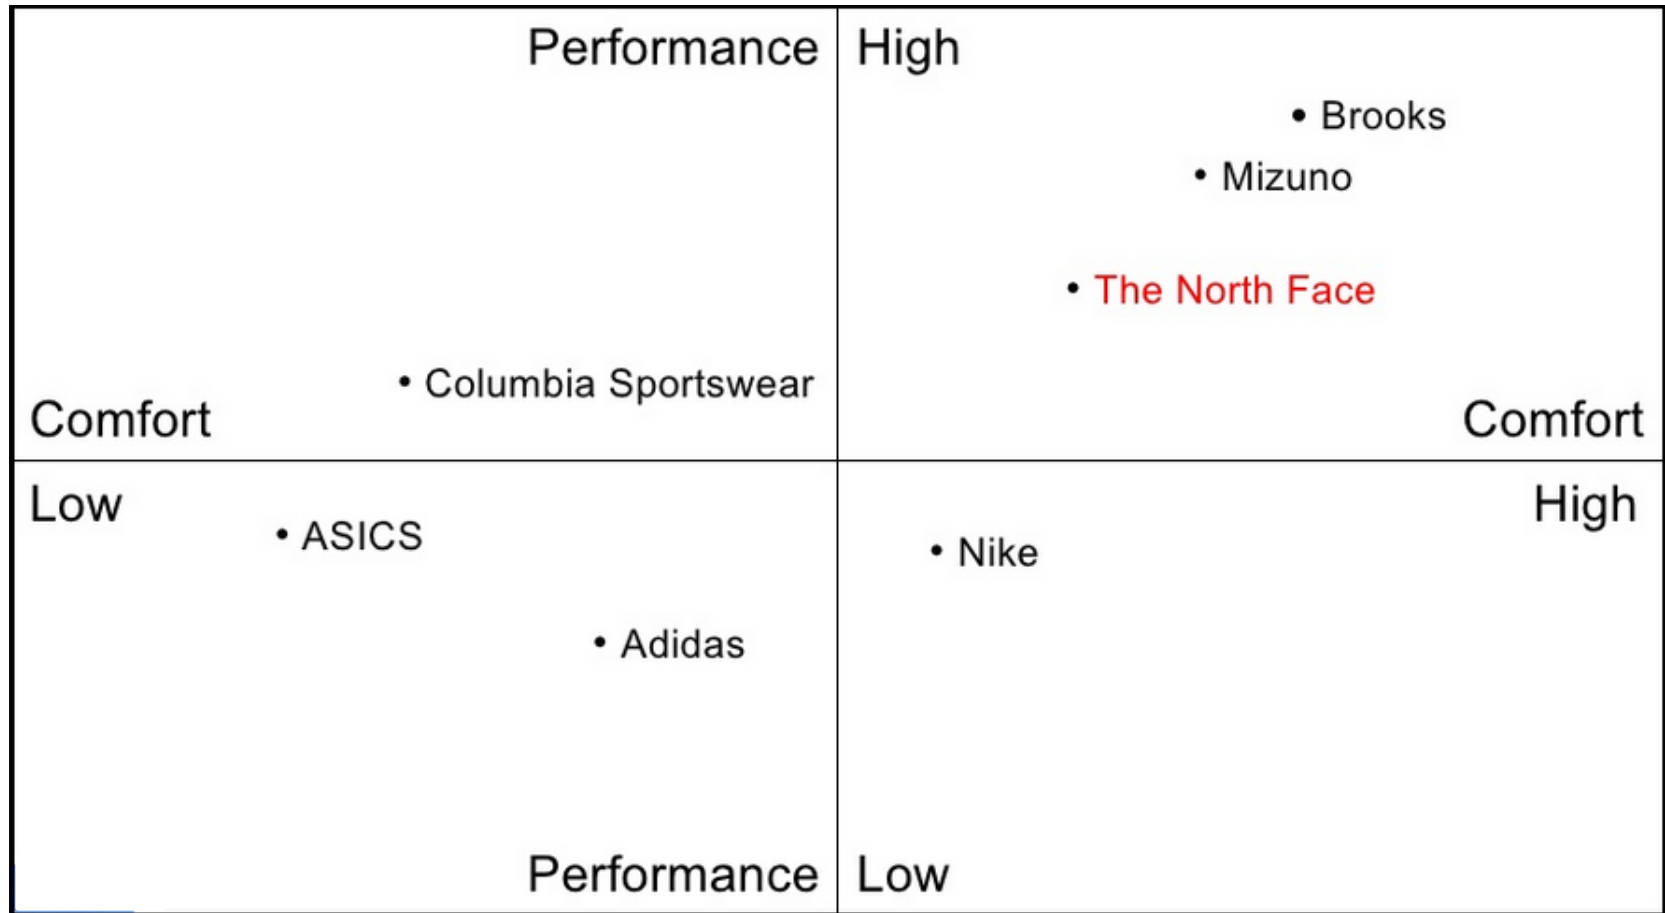 Performance High
• Brooks
• Mizuno
• The North Face
• Columbia Sportswear
Comfort Comfort
Low High
• ASICS
• Nike
• Adidas
Performance Low